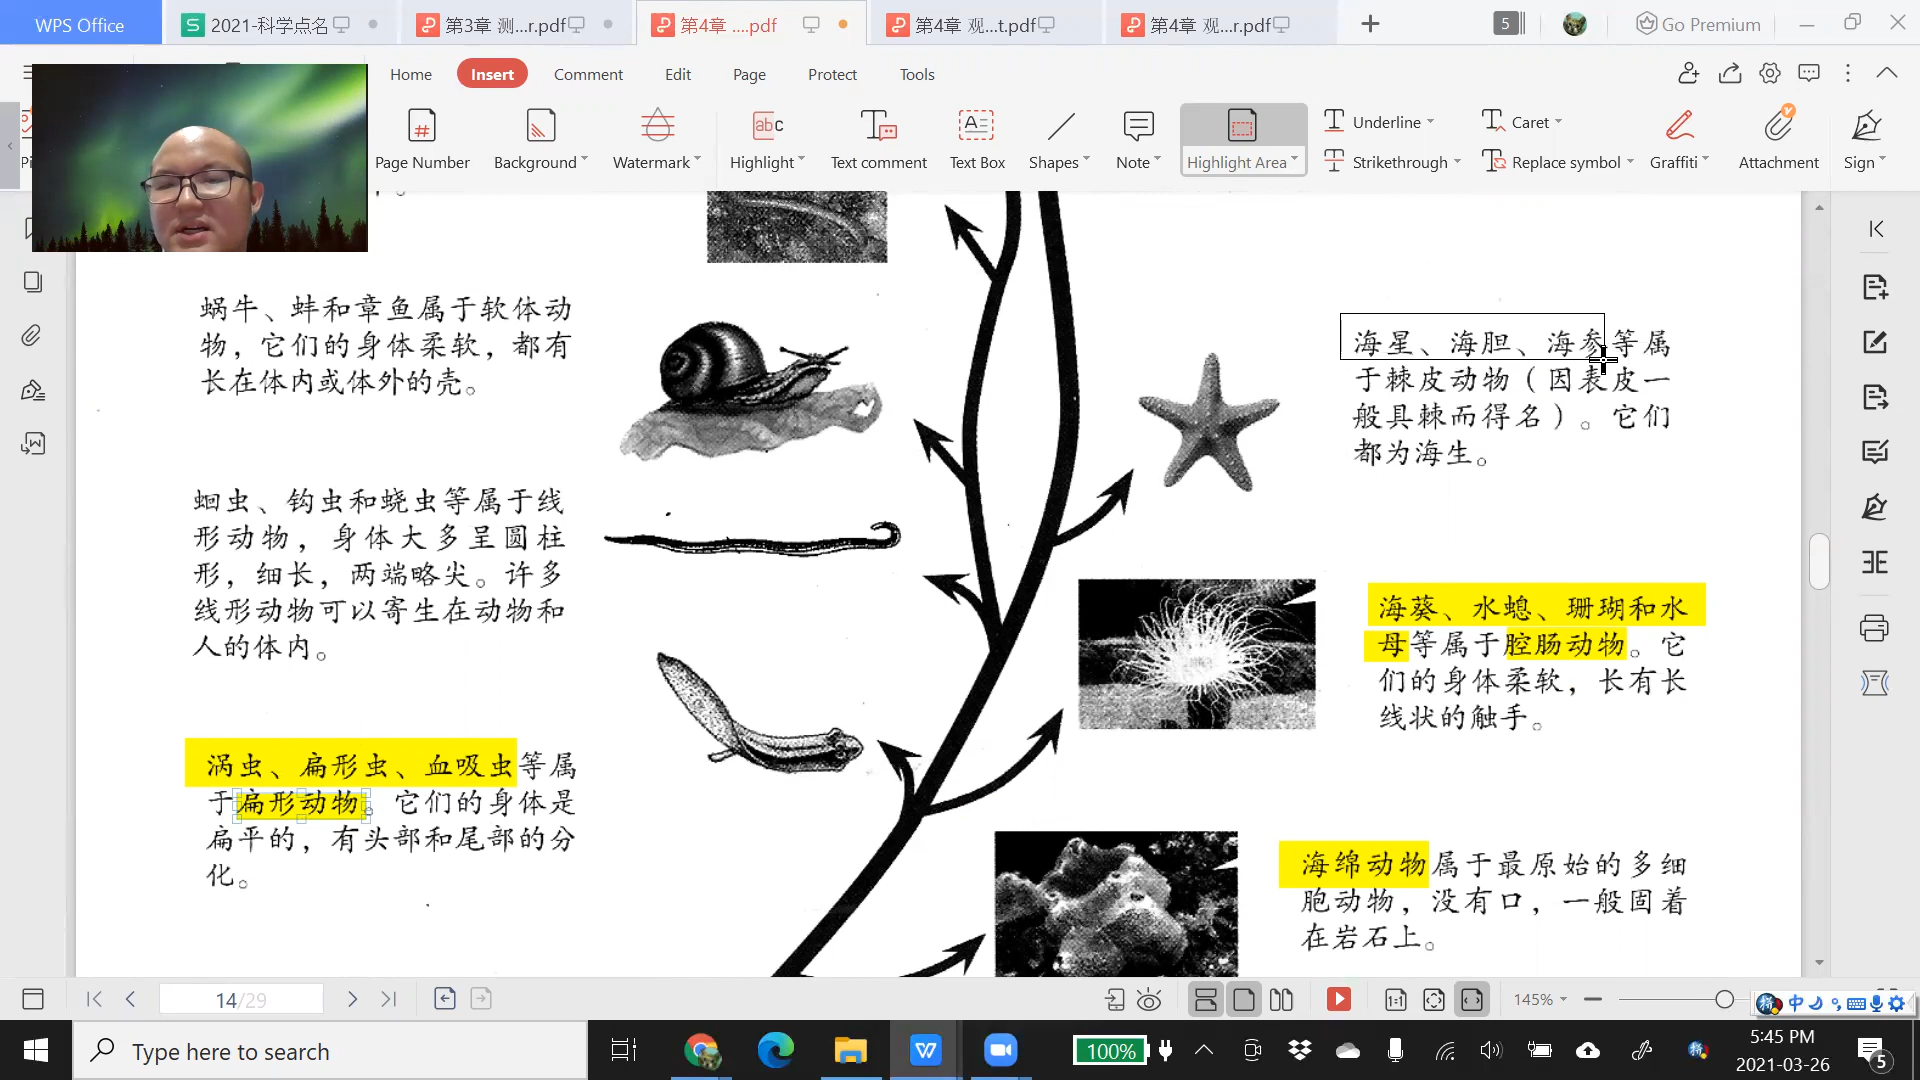 WPS Office
2021-科学点名
第3章 测...r.pdf
第4章 ....pdf
第4章 观...t.pdf
第4章 观...r.pdf
5
Go Premium
Home
Insert
Comment
Edit
Page
Protect
Tools
Page Number
Background
Watermark
Highlight
Text comment
Text Box
Shapes
Note
Highlight Area
Underline
Strikethrough
Caret
Replace symbol
Graffiti
Attachment
Sign
蜗牛、蚌和章鱼属于软体动
物，它们的身体柔软，都有
长在体内或体外的壳。
海星、海胆、海参等属
于棘皮动物（因表皮一
般具棘而得名）。它们
都为海生。
蛔虫、钩虫和蛲虫等属于线
形动物，身体大多呈圆柱
形，细长，两端略尖。许多
线形动物可以寄生在动物和
人的体内。
海葵、水螅、珊瑚和水
母等属于腔肠动物。它
们的身体柔软，长有长
线状的触手。
涡虫、扁形虫、血吸虫等属
于扁形动物。它们的身体是
扁平的，有头部和尾部的分
化。
海绵动物属于最原始的多细
胞动物，没有口，一般固着
在岩石上。
14/29
145%
中
Type here to search
100%
5:45 PM
2021-03-26
5